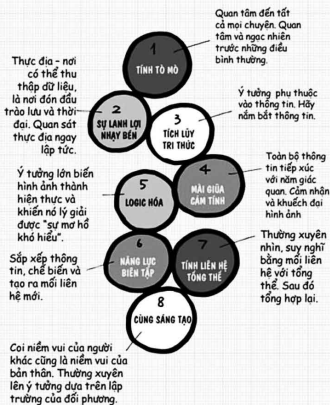 Quan tâm đến tất
cả mọi chuyện. Quan
tâm và ngạc nhiên
trước những điều
bình thường.
1
TÍNH TÒ MÒ
Thực địa - nơi
có thể thu
thập dữ liệu,
là nơi đón đầu
trào lưu và thời
đại. Quan sát
thực địa ngay
lập tức.
2
SỰ LANH LỢI
NHẠY BÉN
3
TÍCH LŨY
TRI THỨC
Ý tưởng phụ thuộc
vào thông tin. Hãy
nắm bắt thông tin.
4
MÀI GIŨA
CẢM TÍNH
Toàn bộ thông
tin tiếp xúc
với năm giác
quan. Cảm nhận
và khuếch đại
hình ảnh
Ý tưởng lớn biến
hình ảnh thành
hiện thực và
khiến nó lý giải
được "sự mơ hồ
khó hiểu".
5
LOGIC HÓA
6
NĂNG LỰC
BIÊN TẬP
Sắp xếp thông
tin, chế biến và
tạo ra mối liên
hệ mới.
7
TÍNH LIÊN HỆ
TỔNG THỂ
Thường xuyên
nhìn, suy nghĩ
bằng mối liên
hệ với tổng
thể. Sau đó
tổng hợp lại.
8
CÙNG SÁNG TẠO
Coi niềm vui của người
khác cũng là niềm vui của
bản thân. Thường xuyên
lên ý tưởng dựa trên lập
trường của đối phương.